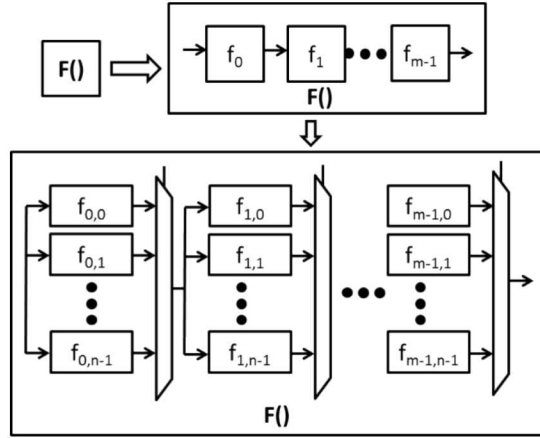 F()
f₀ f₁ fₘ₋₁
F()
f₀,₀ f₁,₀ fₘ₋₁,₀
f₀,₁ f₁,₁ fₘ₋₁,₁
f₀,ₙ₋₁ f₁,ₙ₋₁ fₘ₋₁,ₙ₋₁
F()